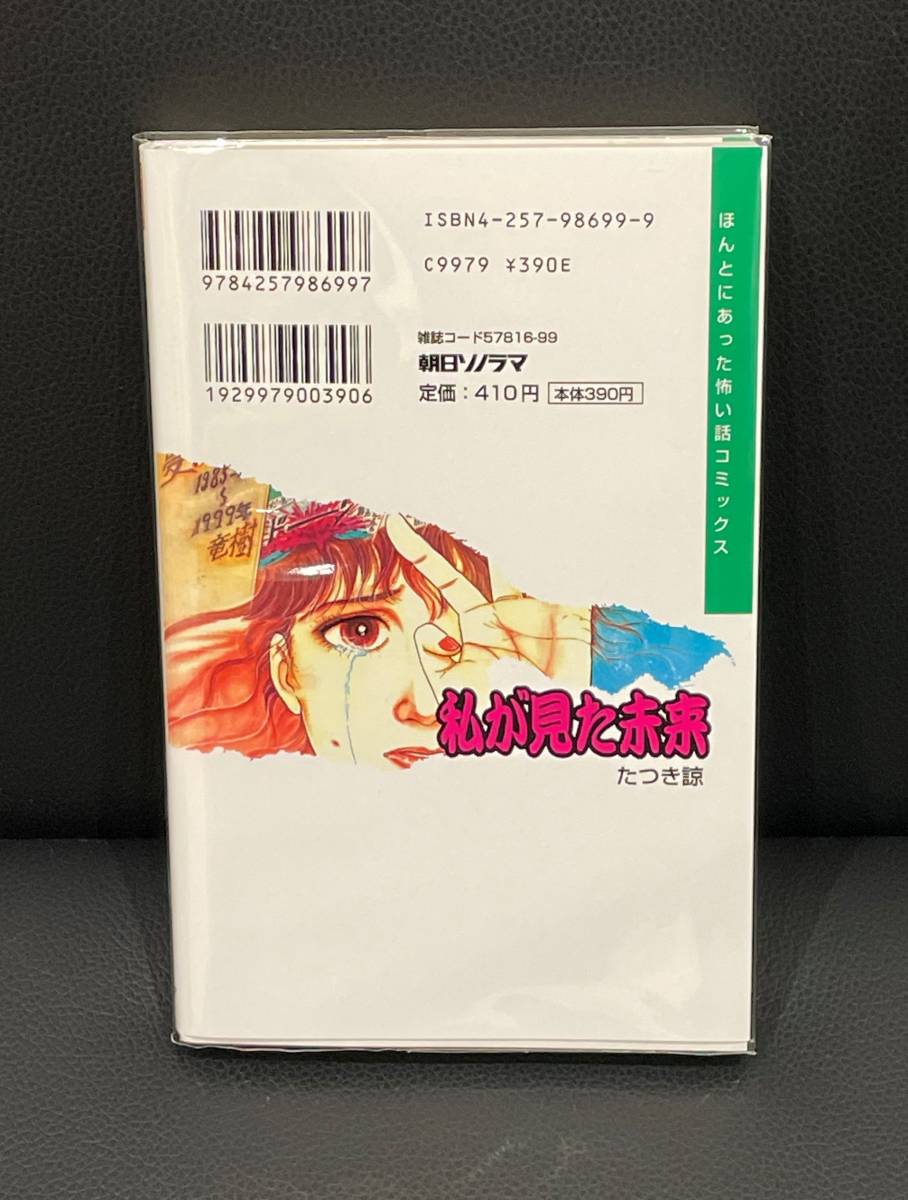 ISBN4-257-98699-9
C9979 ¥390E
9784257986997
雑誌コード57816-99
朝日ソノラマ
定価：410円 本体390円
1929979003906
ほんとにあった怖い話コミックス
1985〜
1999年
竜樹
私が見た未来
たつき諒